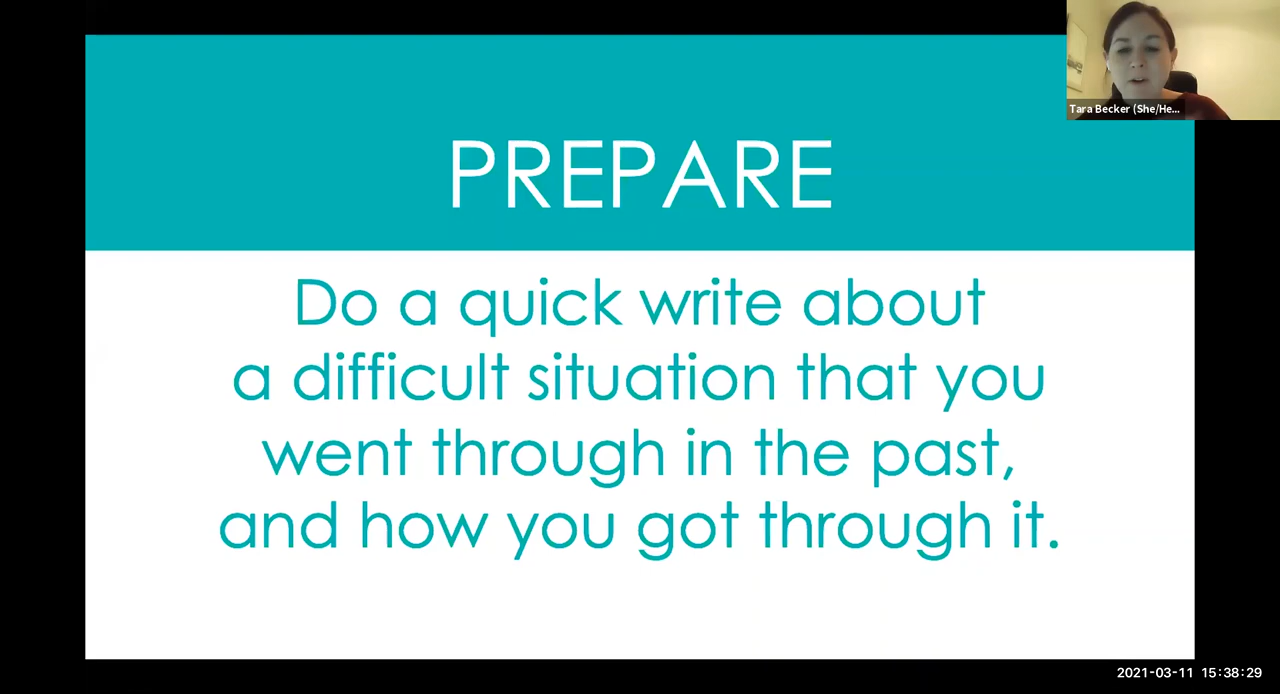 Tara Becker (She/He...
PREPARE
Do a quick write about
a difficult situation that you
went through in the past,
and how you got through it.
2021-03-11 15:38:29